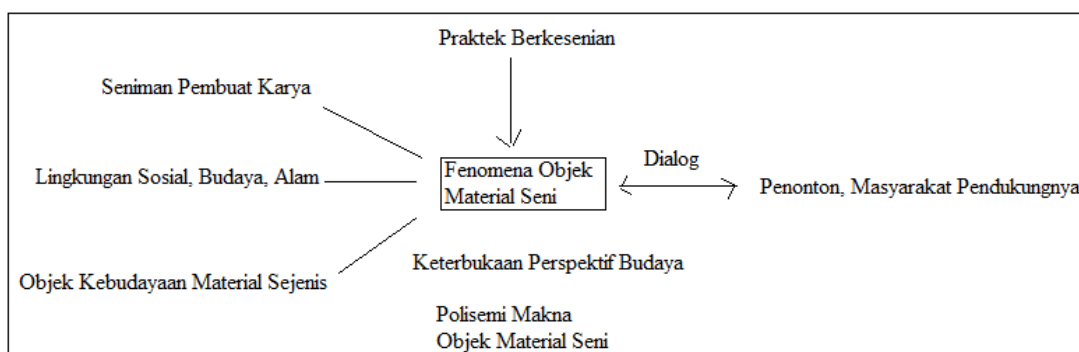 Praktek Berkesenian
Seniman Pembuat Karya
Fenomena Objek
Material Seni
Dialog
Lingkungan Sosial, Budaya, Alam
Penonton, Masyarakat Pendukungnya
Keterbukaan Perspektif Budaya
Objek Kebudayaan Material Sejenis
Polisemi Makna
Objek Material Seni